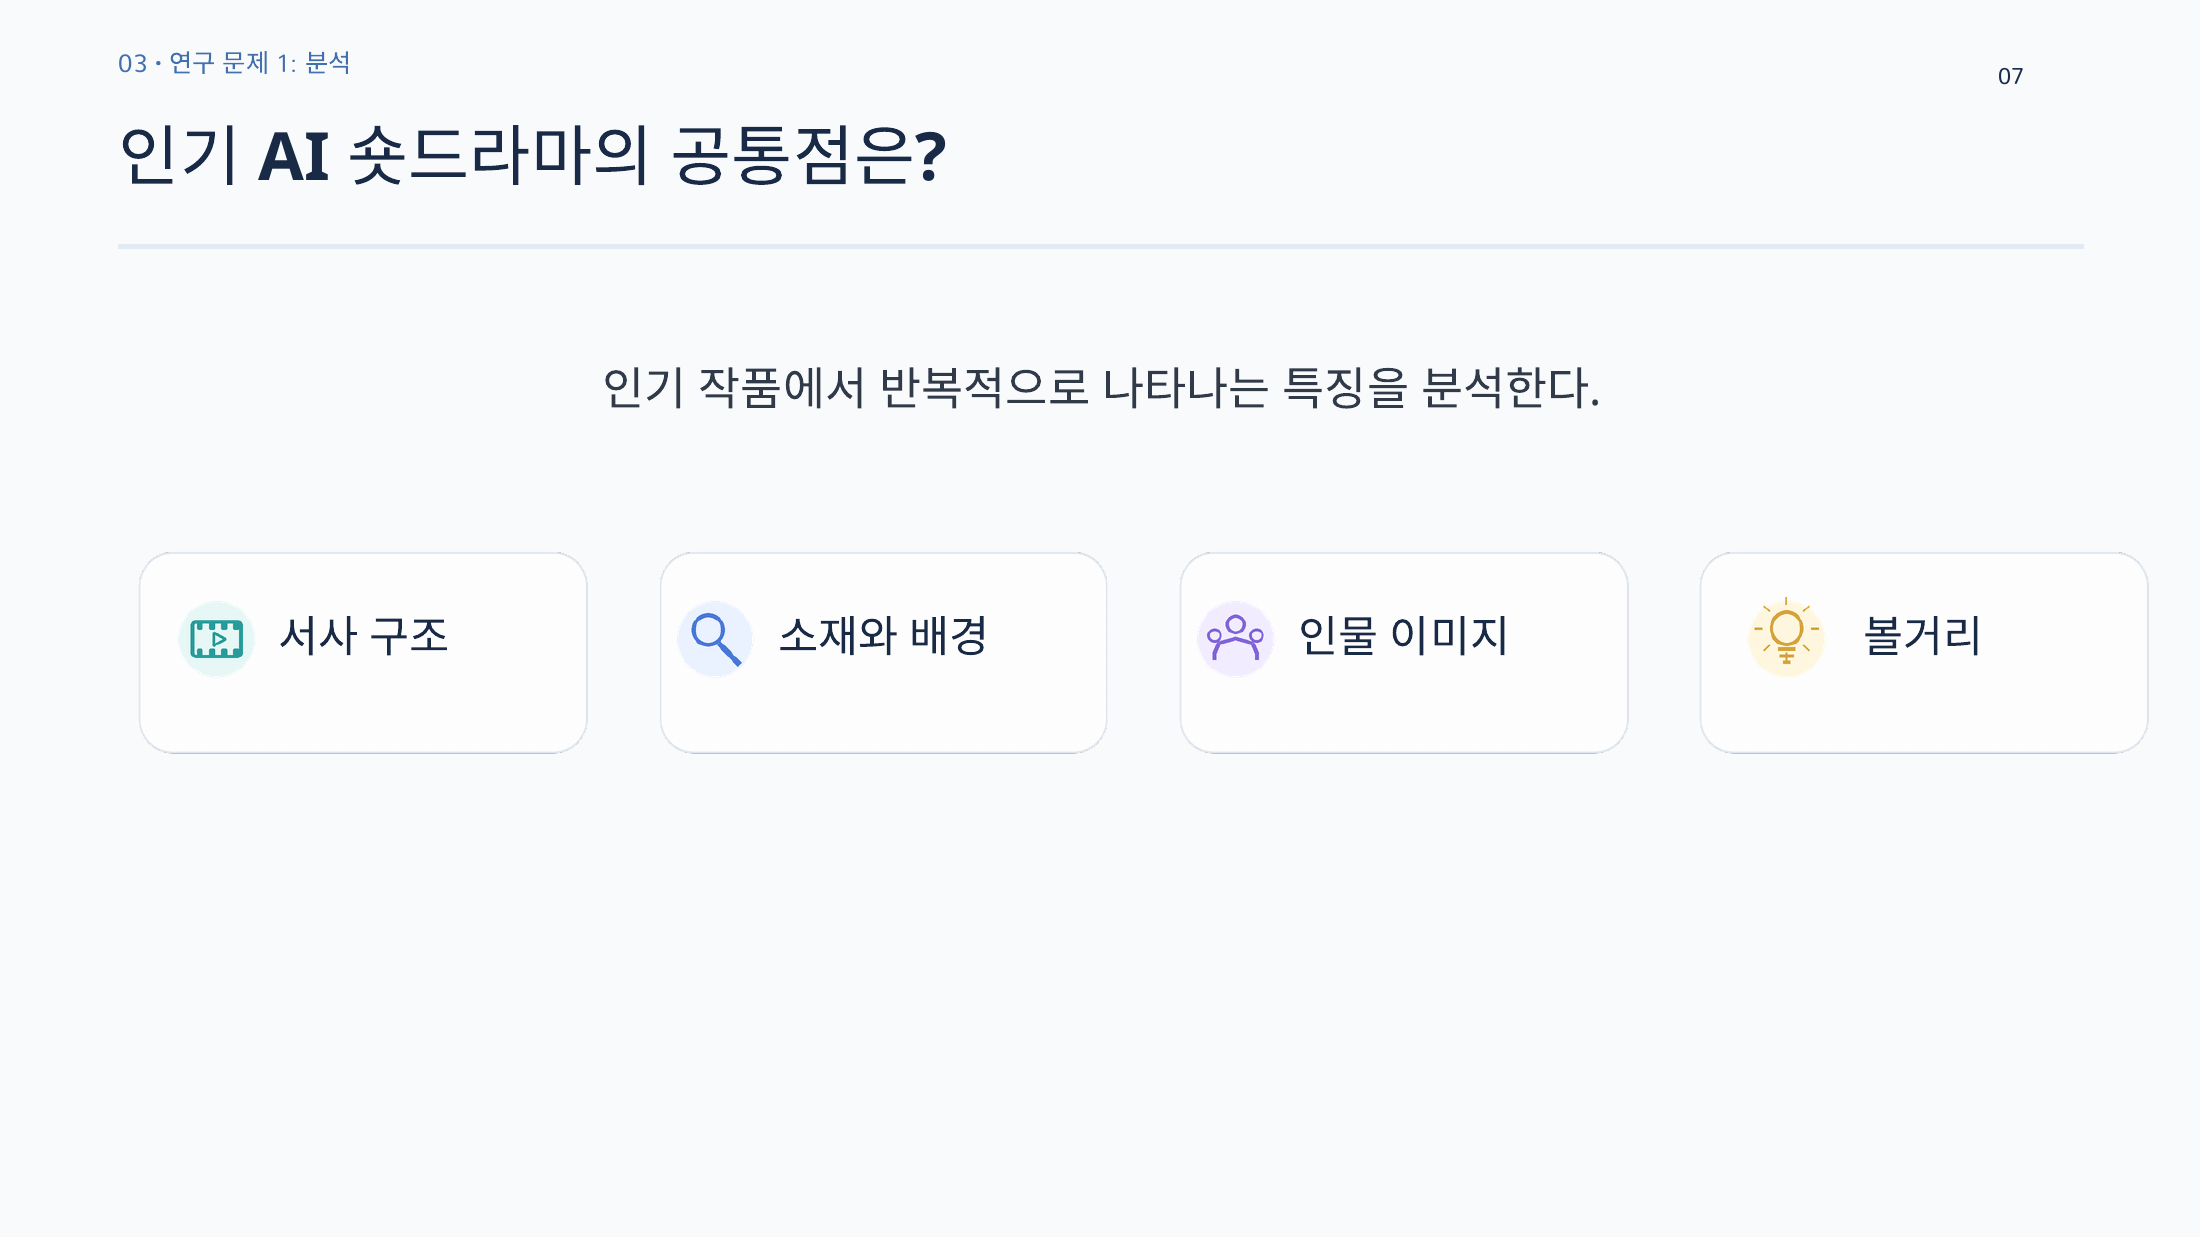 03 · 연구 문제 1: 분석
07
인기 AI 숏드라마의 공통점은?
인기 작품에서 반복적으로 나타나는 특징을 분석한다.
서사 구조
소재와 배경
인물 이미지
볼거리